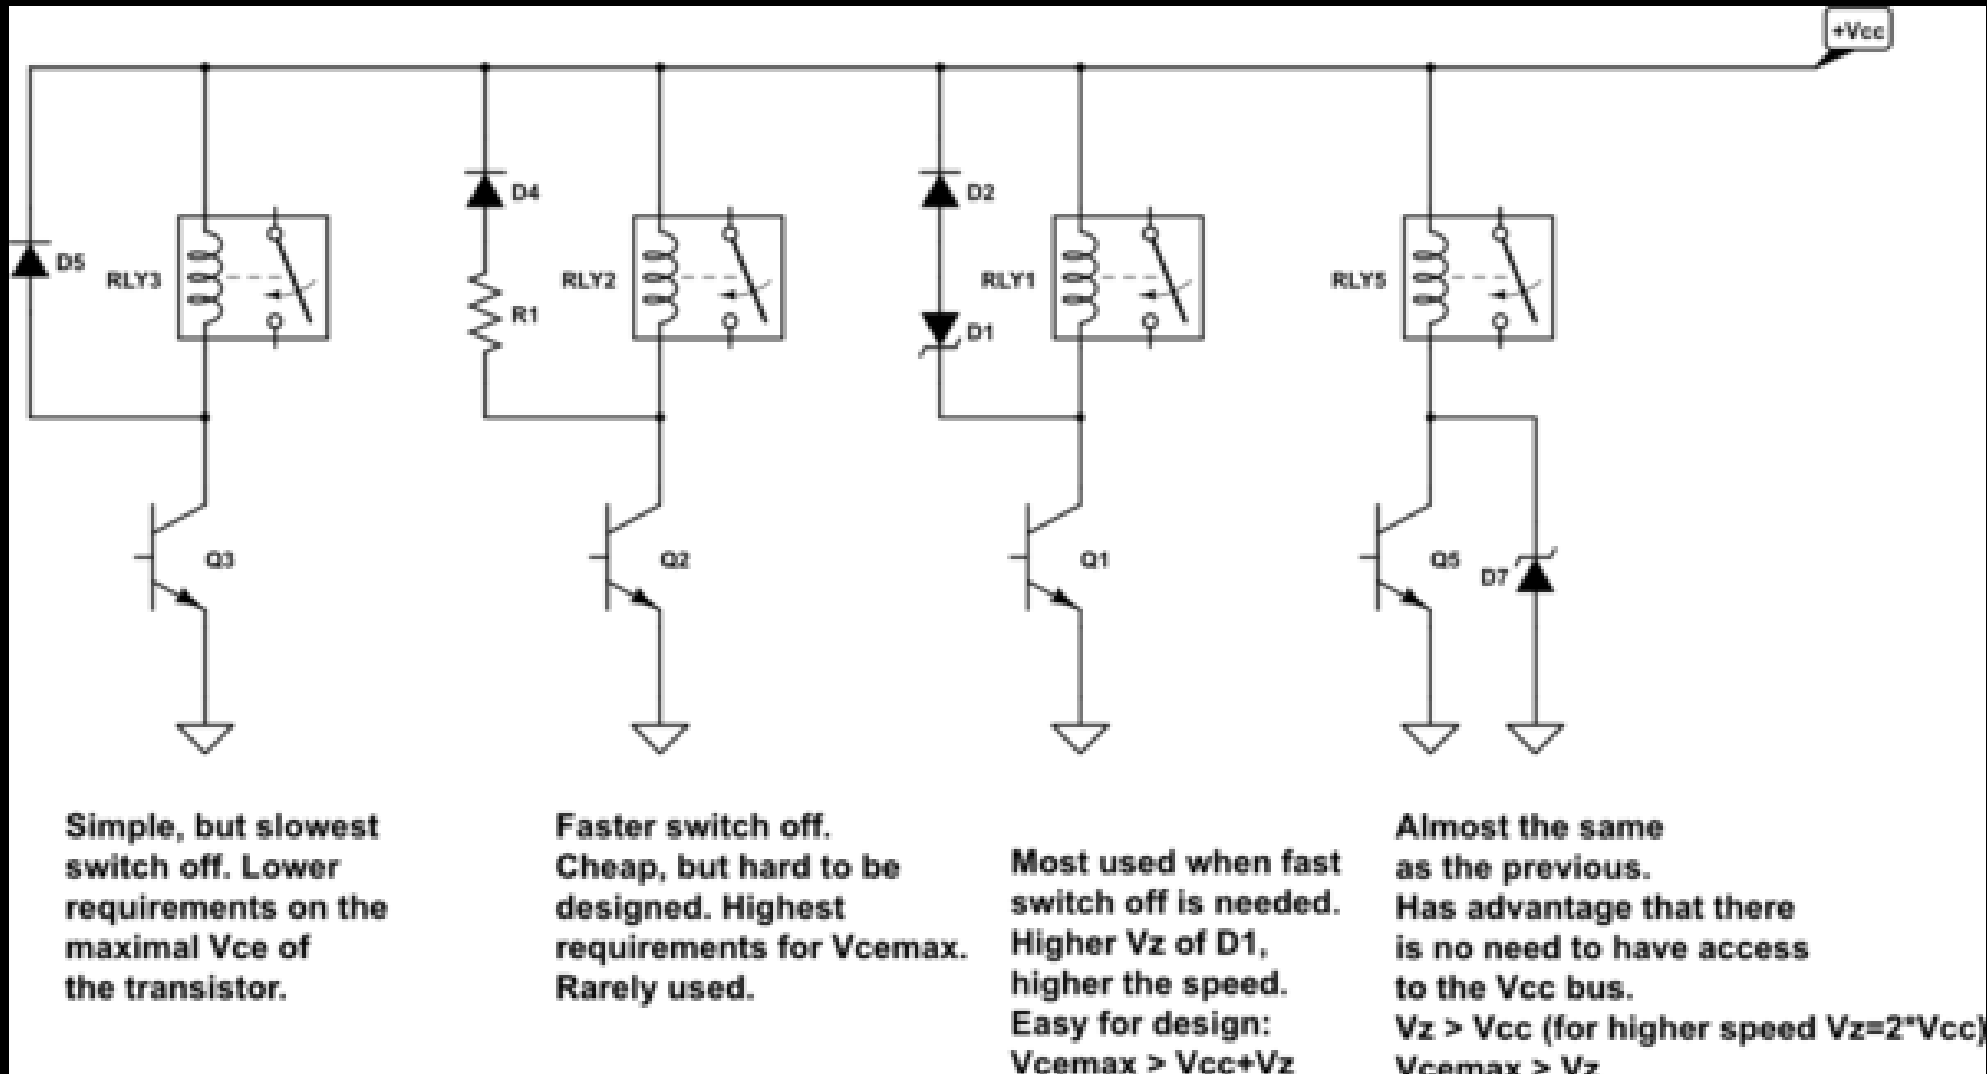 +Vcc
D4
D2
D5
RLY3
RLY2
RLY1
RLY5
R1
D1
Q3
Q2
Q1
Q5
D7
Simple, but slowest
switch off. Lower
requirements on the
maximal Vce of
the transistor.
Faster switch off.
Cheap, but hard to be
designed. Highest
requirements for Vcemax.
Rarely used.
Most used when fast
switch off is needed.
Higher Vz of D1,
higher the speed.
Easy for design:
Vcemax > Vcc+Vz
Almost the same
as the previous.
Has advantage that there
is no need to have access
to the Vcc bus.
Vz > Vcc (for higher speed Vz=2*Vcc)
Vcemax > Vz